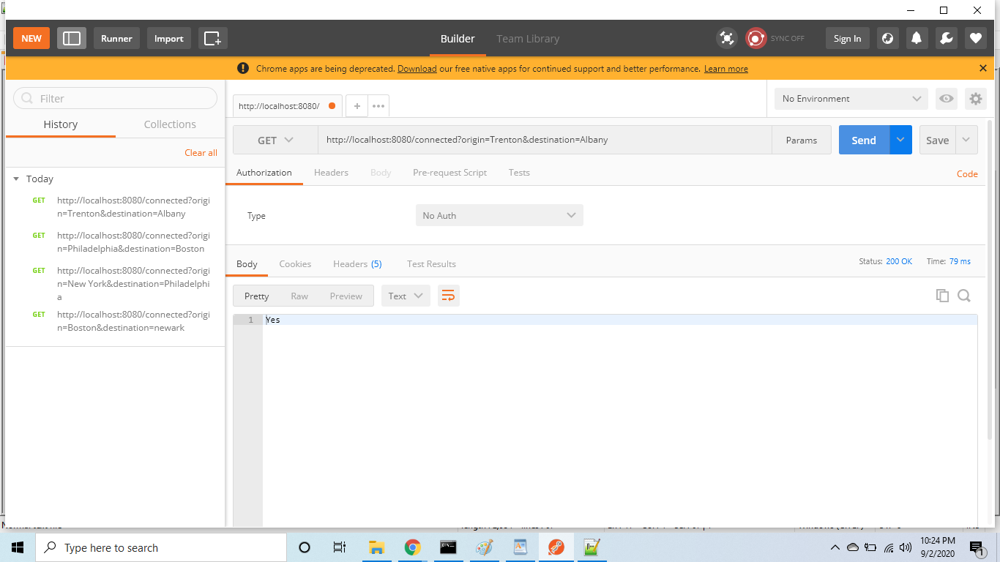 NEW
Runner
Import
Builder
Team Library
SYNC OFF
Sign In
Chrome apps are being deprecated. Download our free native apps for continued support and better performance. Learn more
Filter
History
Collections
Clear all
Today
GET http://localhost:8080/connected?origi
n=Trenton&destination=Albany
GET http://localhost:8080/connected?origi
n=Philadelphia&destination=Boston
GET http://localhost:8080/connected?origi
n=New York&destination=Philadelphi
a
GET http://localhost:8080/connected?origi
n=Boston&destination=newark
http://localhost:8080/
No Environment
GET
http://localhost:8080/connected?origin=Trenton&destination=Albany
Params
Send
Save
Authorization
Headers
Body
Pre-request Script
Tests
Code
Type
No Auth
Body
Cookies
Headers (5)
Test Results
Status: 200 OK
Time: 79 ms
Pretty
Raw
Preview
Text
1 Yes
Type here to search
10:24 PM
9/2/2020
1